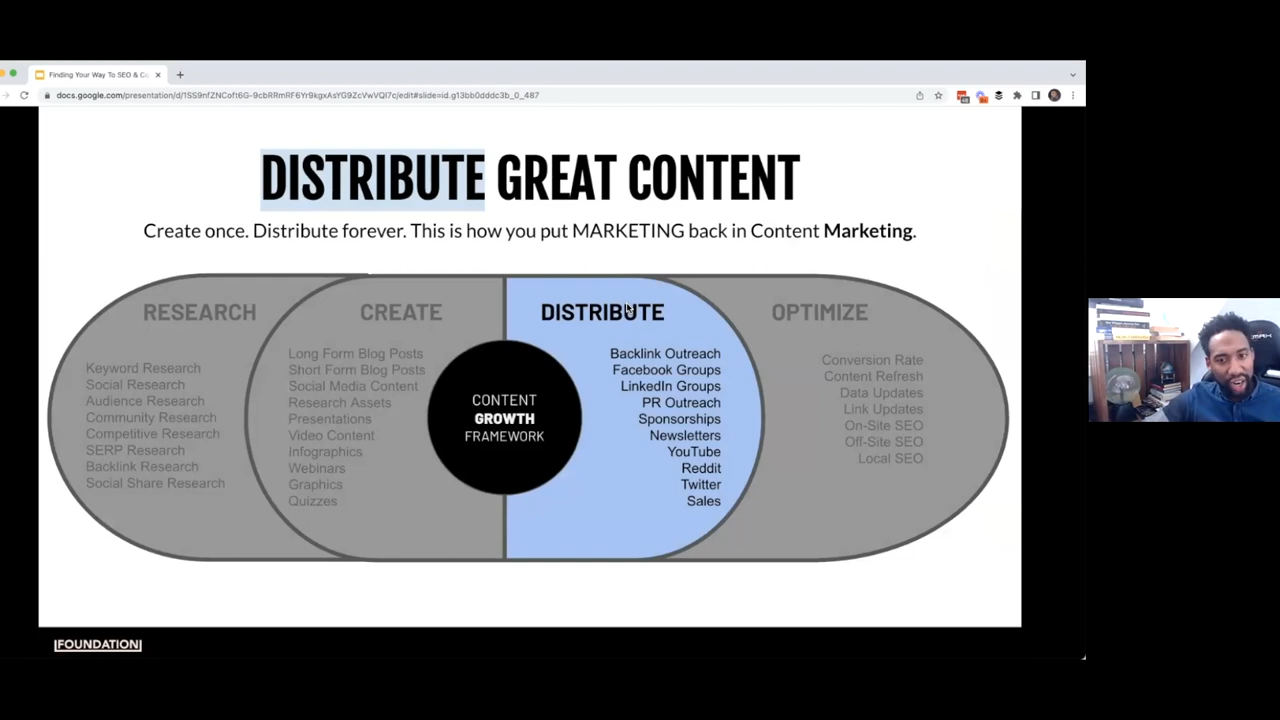 Finding Your Way To SEO & Co
docs.google.com/presentation/d/1SS9nfZNCoft6G-9cbRRmRF6Yr9kgxAsYG9ZcVwVQI7c/edit#slide=id.g13bb0dddc3b_0_487
DISTRIBUTE GREAT CONTENT
Create once. Distribute forever. This is how you put MARKETING back in Content Marketing.
RESEARCH
Keyword Research
Social Research
Audience Research
Community Research
Competitive Research
SERP Research
Backlink Research
Social Share Research
CREATE
Long Form Blog Posts
Short Form Blog Posts
Social Media Content
Research Assets
Presentations
Video Content
Infographics
Webinars
Graphics
Quizzes
CONTENT
GROWTH
FRAMEWORK
DISTRIBUTE
Backlink Outreach
Facebook Groups
LinkedIn Groups
PR Outreach
Sponsorships
Newsletters
YouTube
Reddit
Twitter
Sales
OPTIMIZE
Conversion Rate
Content Refresh
Data Updates
Link Updates
On-Site SEO
Off-Site SEO
Local SEO
|FOUNDATION|